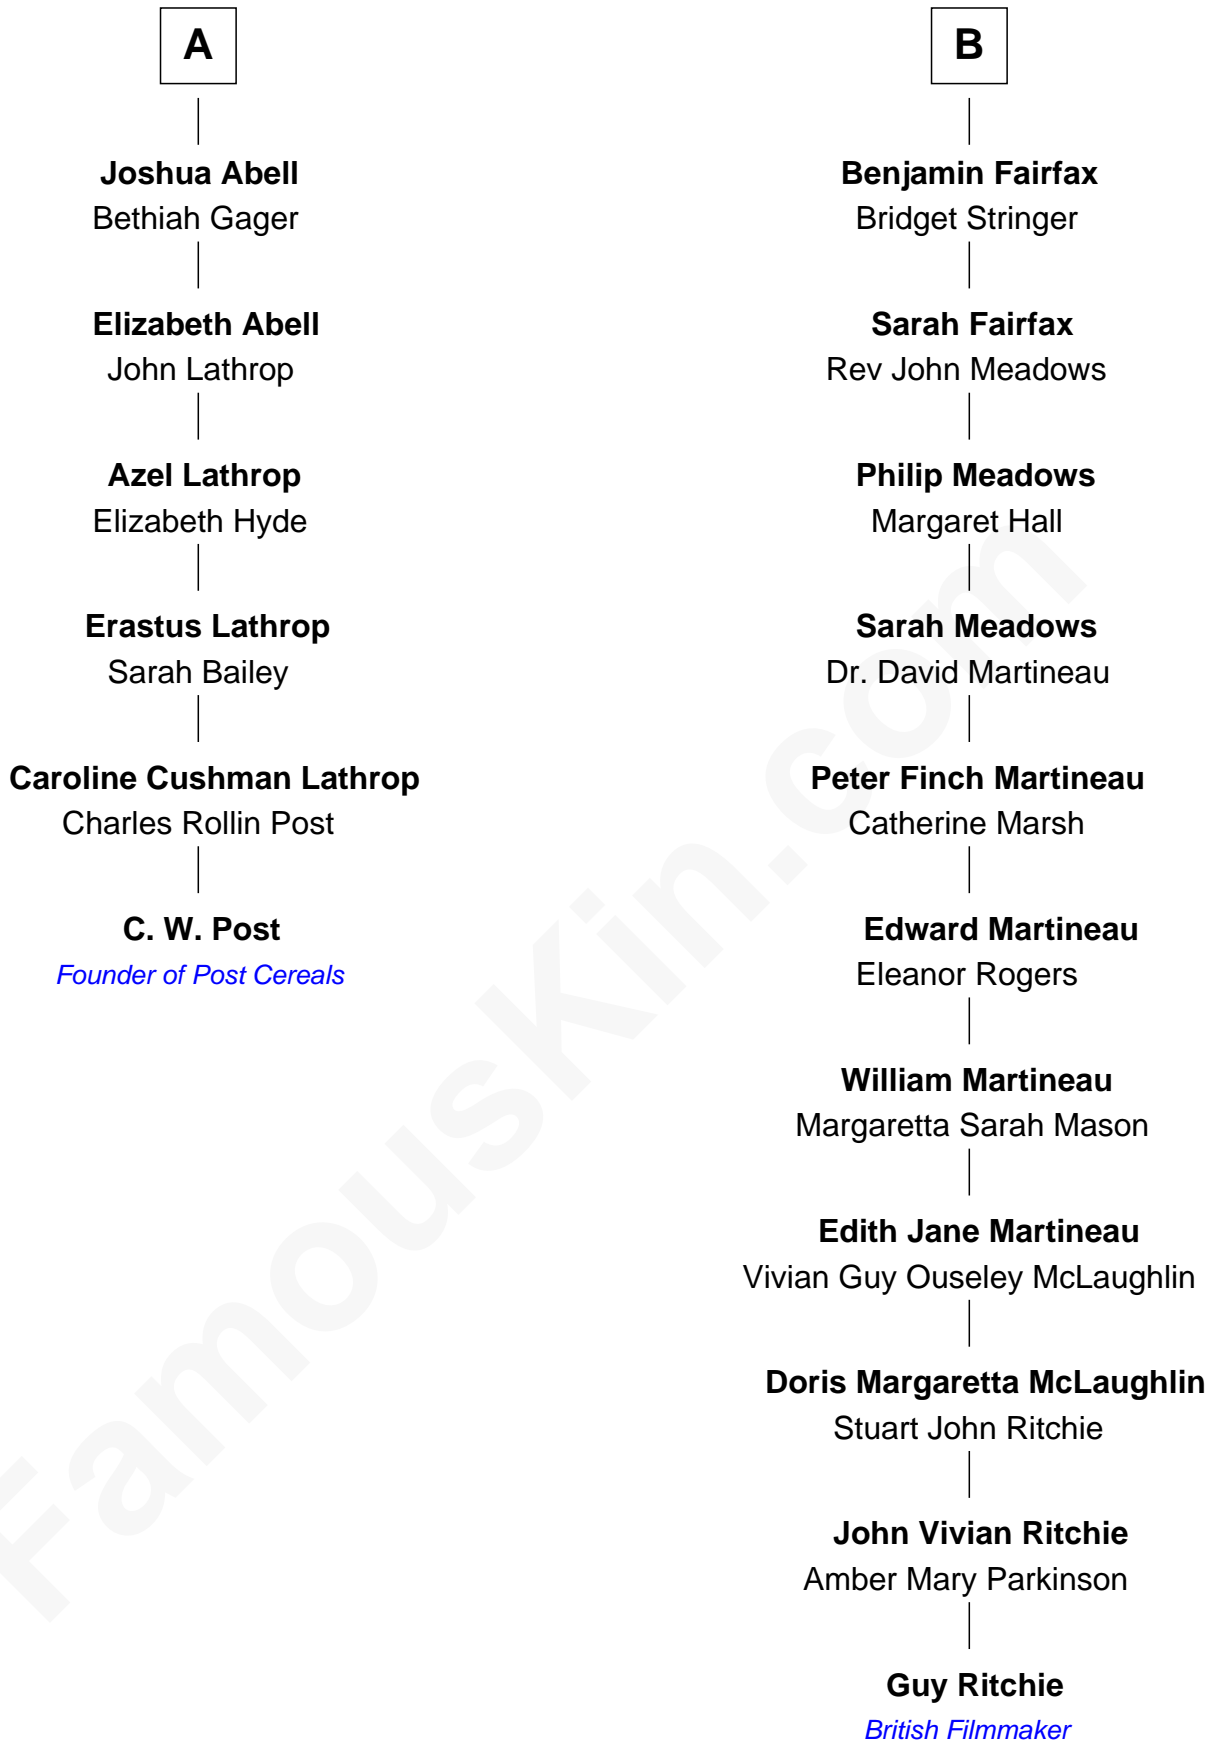 A
Joshua Abell
Bethiah Gager
Elizabeth Abell
John Lathrop
Azel Lathrop
Elizabeth Hyde
Erastus Lathrop
Sarah Bailey
Caroline Cushman Lathrop
Charles Rollin Post
C. W. Post
Founder of Post Cereals
B
Benjamin Fairfax
Bridget Stringer
Sarah Fairfax
Rev John Meadows
Philip Meadows
Margaret Hall
Sarah Meadows
Dr. David Martineau
Peter Finch Martineau
Catherine Marsh
Edward Martineau
Eleanor Rogers
William Martineau
Margaretta Sarah Mason
Edith Jane Martineau
Vivian Guy Ouseley McLaughlin
Doris Margaretta McLaughlin
Stuart John Ritchie
John Vivian Ritchie
Amber Mary Parkinson
Guy Ritchie
British Filmmaker
FamousKin.com